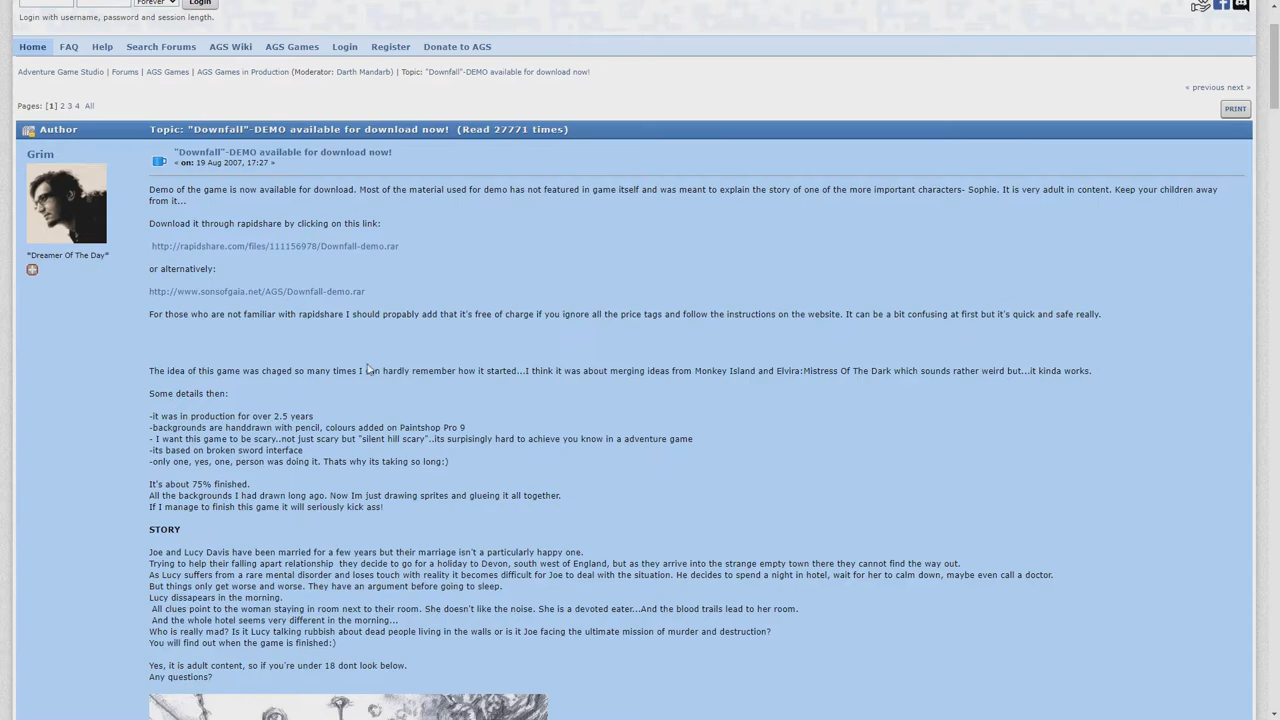 Forever
Login
Login with username, password and session length.
Home FAQ Help Search Forums AGS Wiki AGS Games Login Register Donate to AGS
Adventure Game Studio | Forums | AGS Games | AGS Games in Production (Moderator: Darth Mandarb) | Topic: "Downfall"-DEMO available for download now!
« previous next »
Pages: [1] 2 3 4 All
PRINT
Author Topic: "Downfall"-DEMO available for download now! (Read 27771 times)
Grim
"Downfall"-DEMO available for download now!
« on: 19 Aug 2007, 17:27 »
Demo of the game is now available for download. Most of the material used for demo has not featured in game itself and was meant to explain the story of one of the more important characters- Sophie. It is very adult in content. Keep your children away
from it...
Download it through rapidshare by clicking on this link:
http://rapidshare.com/files/111156978/Downfall-demo.rar
*Dreamer Of The Day*
or alternatively:
http://www.sonsofgaia.net/AGS/Downfall-demo.rar
For those who are not familiar with rapidshare I should propably add that it's free of charge if you ignore all the price tags and follow the instructions on the website. It can be a bit confusing at first but it's quick and safe really.
The idea of this game was chaged so many times I can hardly remember how it started...I think it was about merging ideas from Monkey Island and Elvira:Mistress Of The Dark which sounds rather weird but...it kinda works.
Some details then:
-it was in production for over 2.5 years
-backgrounds are handdrawn with pencil, colours added on Paintshop Pro 9
- I want this game to be scary..not just scary but "silent hill scary"..its surpisingly hard to achieve you know in a adventure game
-its based on broken sword interface
-only one, yes, one, person was doing it. Thats why its taking so long:)
It's about 75% finished.
All the backgrounds I had drawn long ago. Now Im just drawing sprites and glueing it all together.
If I manage to finish this game it will seriously kick ass!
STORY
Joe and Lucy Davis have been married for a few years but their marriage isn't a particularly happy one.
Trying to help their falling apart relationship they decide to go for a holiday to Devon, south west of England, but as they arrive into the strange empty town there they cannot find the way out.
As Lucy suffers from a rare mental disorder and loses touch with reality it becomes difficult for Joe to deal with the situation. He decides to spend a night in hotel, wait for her to calm down, maybe even call a doctor.
But things only get worse and worse. They have an argument before going to sleep.
Lucy dissapears in the morning.
All clues point to the woman staying in room next to their room. She doesn't like the noise. She is a devoted eater...And the blood trails lead to her room.
And the whole hotel seems very different in the morning...
Who is really mad? Is it Lucy talking rubbish about dead people living in the walls or is it Joe facing the ultimate mission of murder and destruction?
You will find out when the game is finished:)
Yes, it is adult content, so if you're under 18 dont look below.
Any questions?